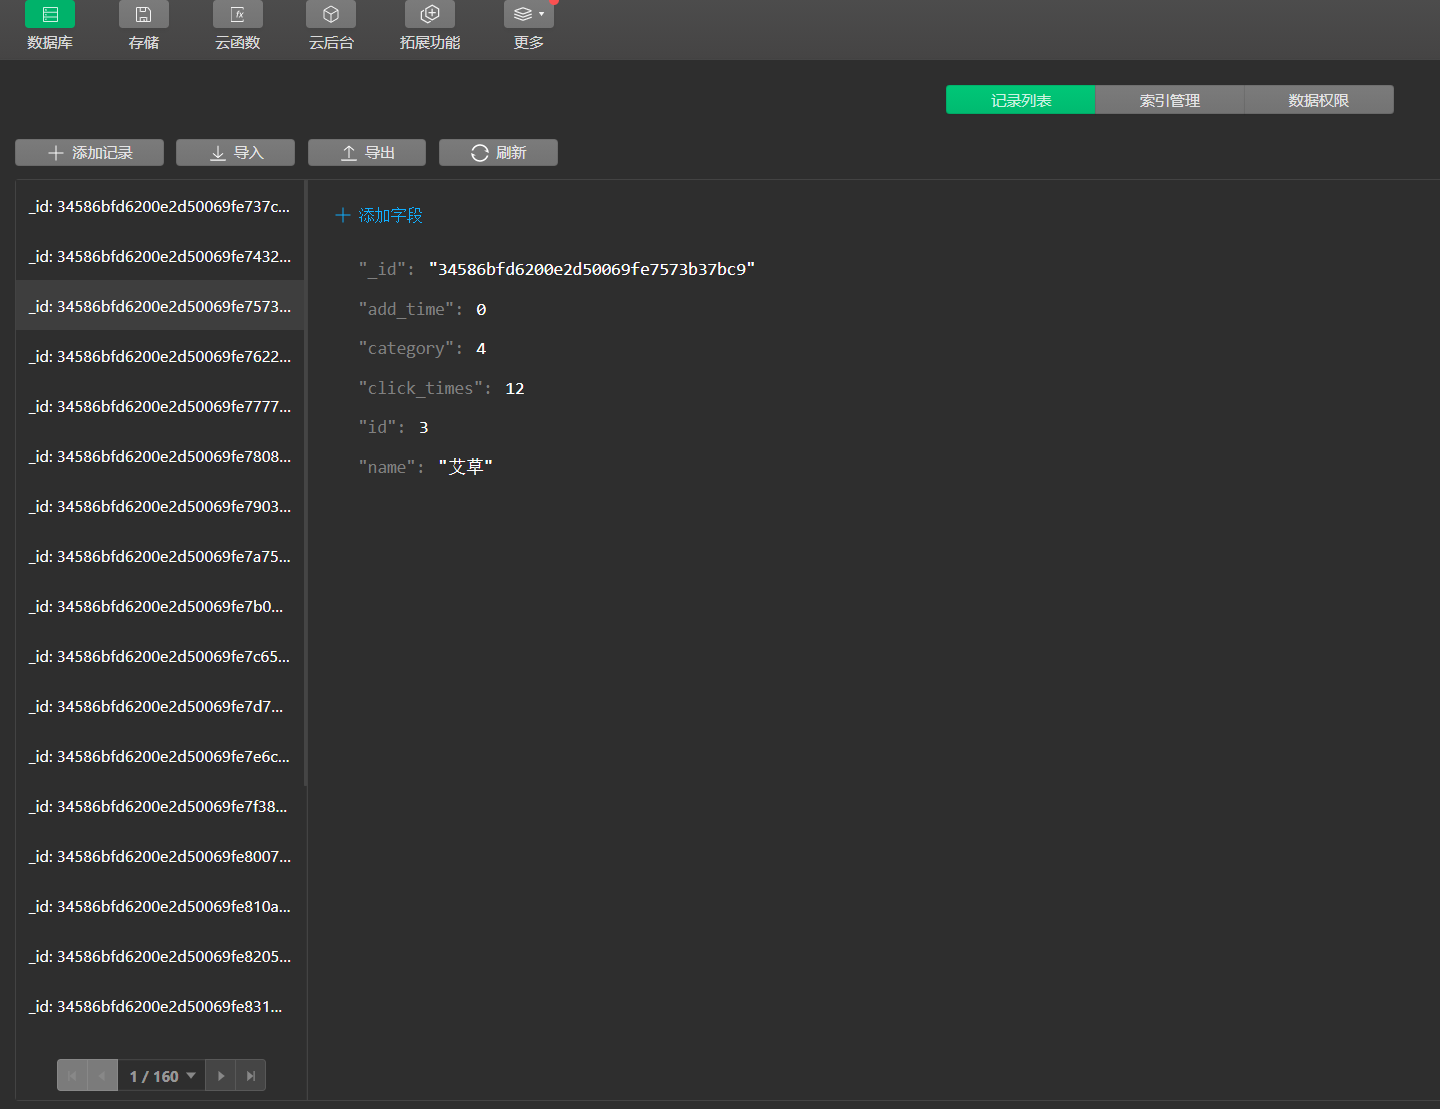 数据库 存储 云函数 云后台 拓展功能 更多
记录列表 索引管理 数据权限
添加记录 导入 导出 刷新
_id: 34586bfd6200e2d50069fe737c...
_id: 34586bfd6200e2d50069fe7432...
_id: 34586bfd6200e2d50069fe7573...
_id: 34586bfd6200e2d50069fe7622...
_id: 34586bfd6200e2d50069fe7777...
_id: 34586bfd6200e2d50069fe7808...
_id: 34586bfd6200e2d50069fe7903...
_id: 34586bfd6200e2d50069fe7a75...
_id: 34586bfd6200e2d50069fe7b0...
_id: 34586bfd6200e2d50069fe7c65...
_id: 34586bfd6200e2d50069fe7d7...
_id: 34586bfd6200e2d50069fe7e6c...
_id: 34586bfd6200e2d50069fe7f38...
_id: 34586bfd6200e2d50069fe8007...
_id: 34586bfd6200e2d50069fe810a...
_id: 34586bfd6200e2d50069fe8205...
_id: 34586bfd6200e2d50069fe831...
1 / 160
添加字段
"_id": "34586bfd6200e2d50069fe7573b37bc9"
"add_time": 0
"category": 4
"click_times": 12
"id": 3
"name": "艾草"